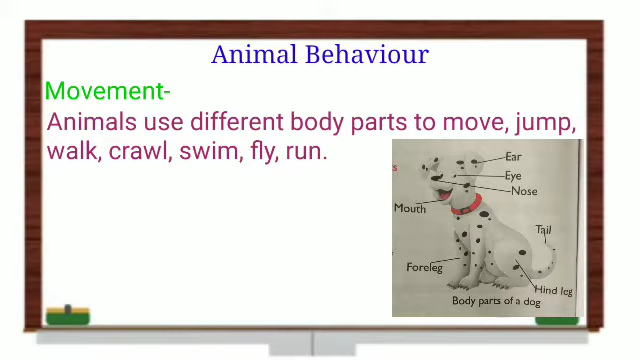 Animal Behaviour
Movement-
Animals use different body parts to move, jump,
walk, crawl, swim, fly, run.
Ear
Eye
Nose
Mouth
Tail
Foreleg
Hind leg
Body parts of a dog